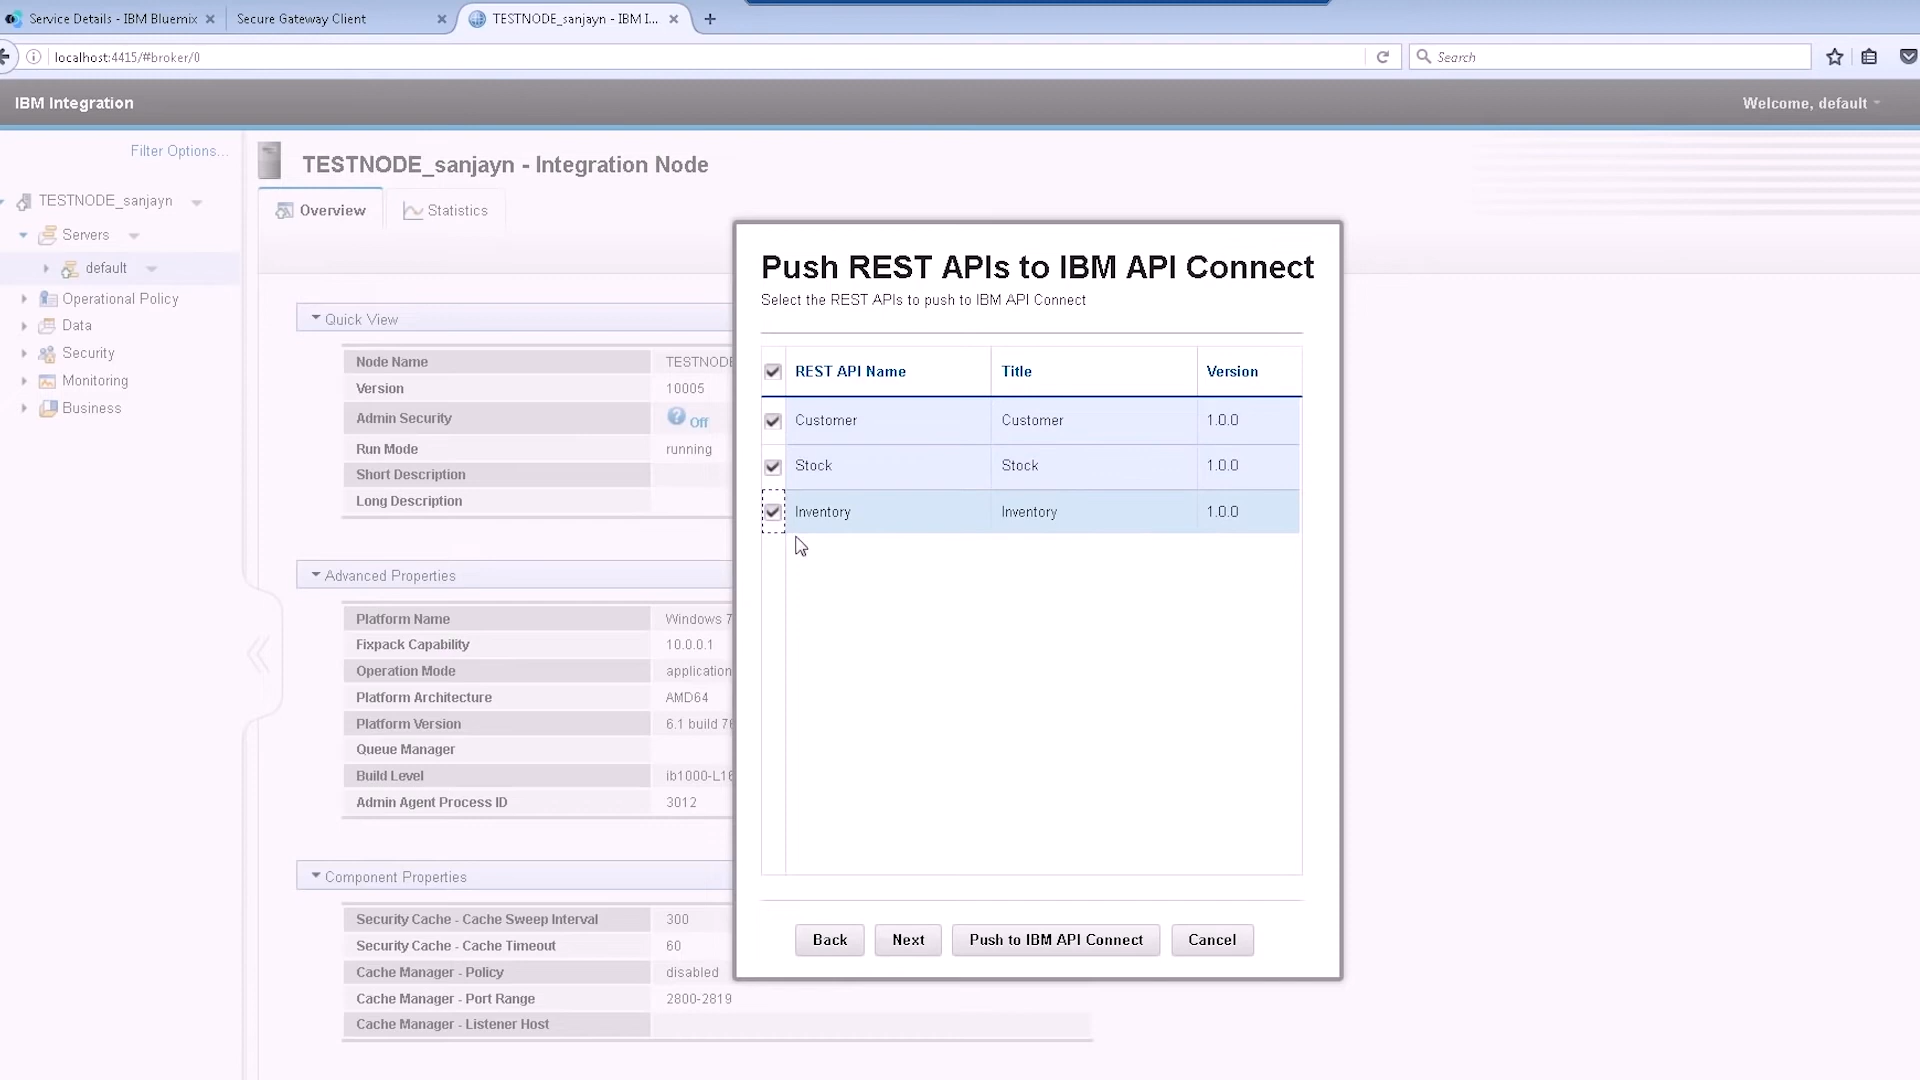 Service Details - IBM Bluemix
Secure Gateway Client
TESTNODE_sanjayn - IBM I...
localhost:4415/#broker/0
Search
IBM Integration
Welcome, default
Filter Options...
TESTNODE_sanjayn
Servers
default
Operational Policy
Data
Security
Monitoring
Business
TESTNODE_sanjayn - Integration Node
Overview
Statistics
Quick View
Node Name TESTNODE
Version 10005
Admin Security Off
Run Mode running
Short Description
Long Description
Advanced Properties
Platform Name Windows 7
Fixpack Capability 10.0.0.1
Operation Mode application
Platform Architecture AMD64
Platform Version 6.1 build 76
Queue Manager
Build Level ib1000-L16
Admin Agent Process ID 3012
Component Properties
Security Cache - Cache Sweep Interval 300
Security Cache - Cache Timeout 60
Cache Manager - Policy disabled
Cache Manager - Port Range 2800-2819
Cache Manager - Listener Host
Push REST APIs to IBM API Connect
Select the REST APIs to push to IBM API Connect
REST API Name Title Version
Customer Customer 1.0.0
Stock Stock 1.0.0
Inventory Inventory 1.0.0
Back Next Push to IBM API Connect Cancel